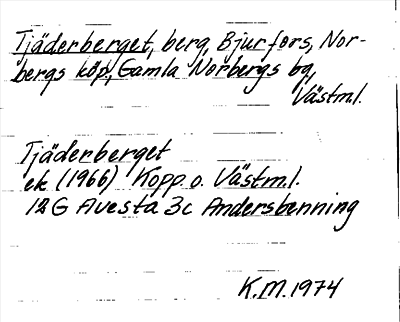 Tjäderberget, berg, Bjurfors, Nor-
bergs köp, Gamla Norbergs bg,
Västml.
Tjäderberget
ek (1966) Kopp. o. Västm.l.
12G Avesta 3c Andersbenning
K.M. 1974